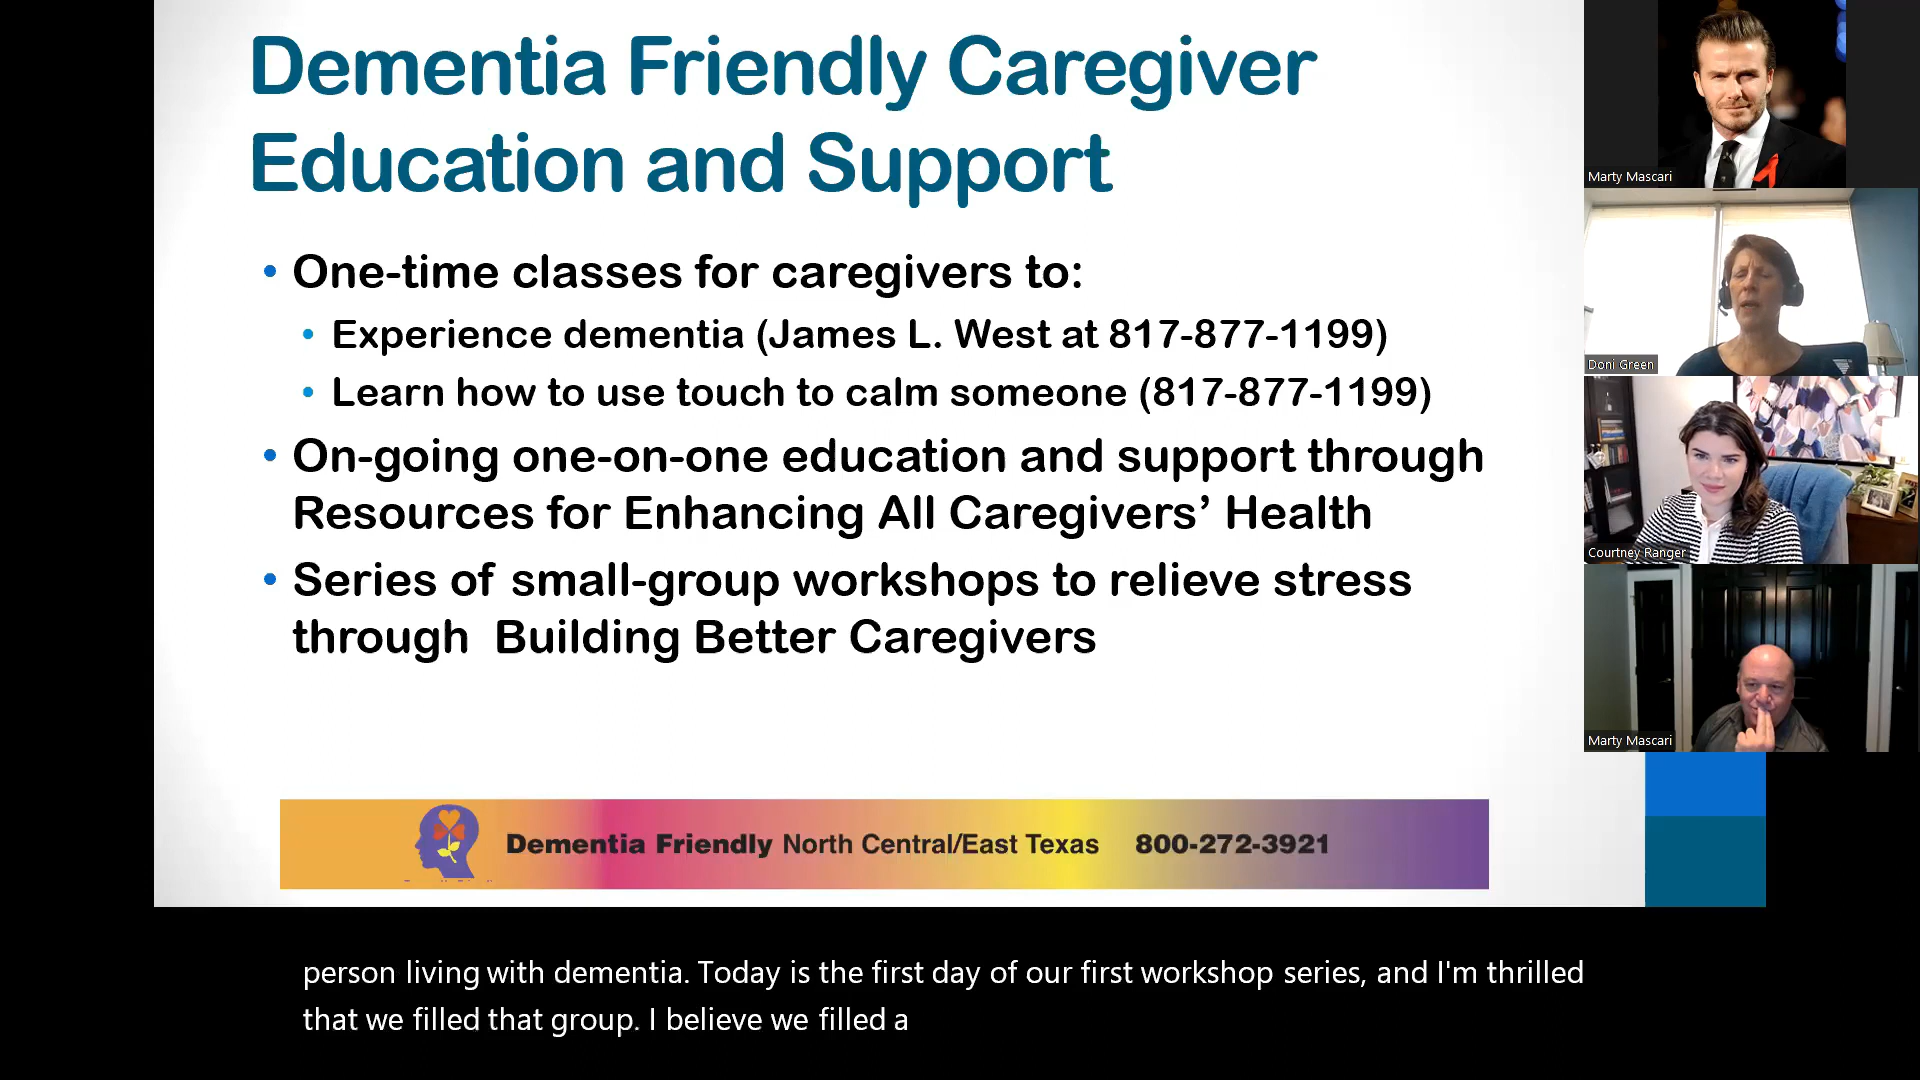 Dementia Friendly Caregiver
Education and Support
• One-time classes for caregivers to:
• Experience dementia (James L. West at 817-877-1199)
• Learn how to use touch to calm someone (817-877-1199)
• On-going one-on-one education and support through
Resources for Enhancing All Caregivers’ Health
• Series of small-group workshops to relieve stress
through Building Better Caregivers
Dementia Friendly North Central/East Texas 800-272-3921
Marty Mascari
Doni Green
Courtney Ranger
Marty Mascari
person living with dementia. Today is the first day of our first workshop series, and I'm thrilled
that we filled that group. I believe we filled a